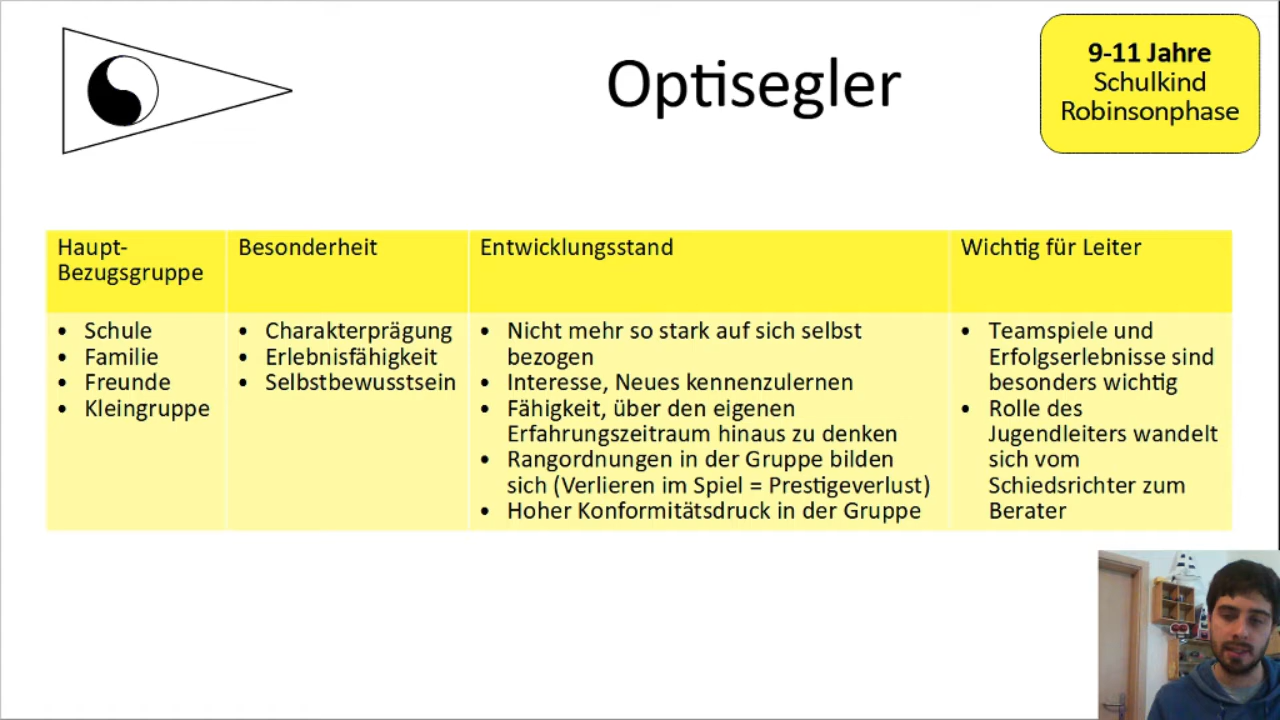 Optisegler
9-11 Jahre
Schulkind
Robinsonphase
Haupt-
Bezugsgruppe
Besonderheit
Entwicklungsstand
Wichtig für Leiter
• Schule
• Familie
• Freunde
• Kleingruppe
• Charakterprägung
• Erlebnisfähigkeit
• Selbstbewusstsein
• Nicht mehr so stark auf sich selbst
bezogen
• Interesse, Neues kennenzulernen
• Fähigkeit, über den eigenen
Erfahrungszeitraum hinaus zu denken
• Rangordnungen in der Gruppe bilden
sich (Verlieren im Spiel = Prestigeverlust)
• Hoher Konformitätsdruck in der Gruppe
• Teamspiele und
Erfolgserlebnisse sind
besonders wichtig
• Rolle des
Jugendleiters wandelt
sich vom
Schiedsrichter zum
Berater